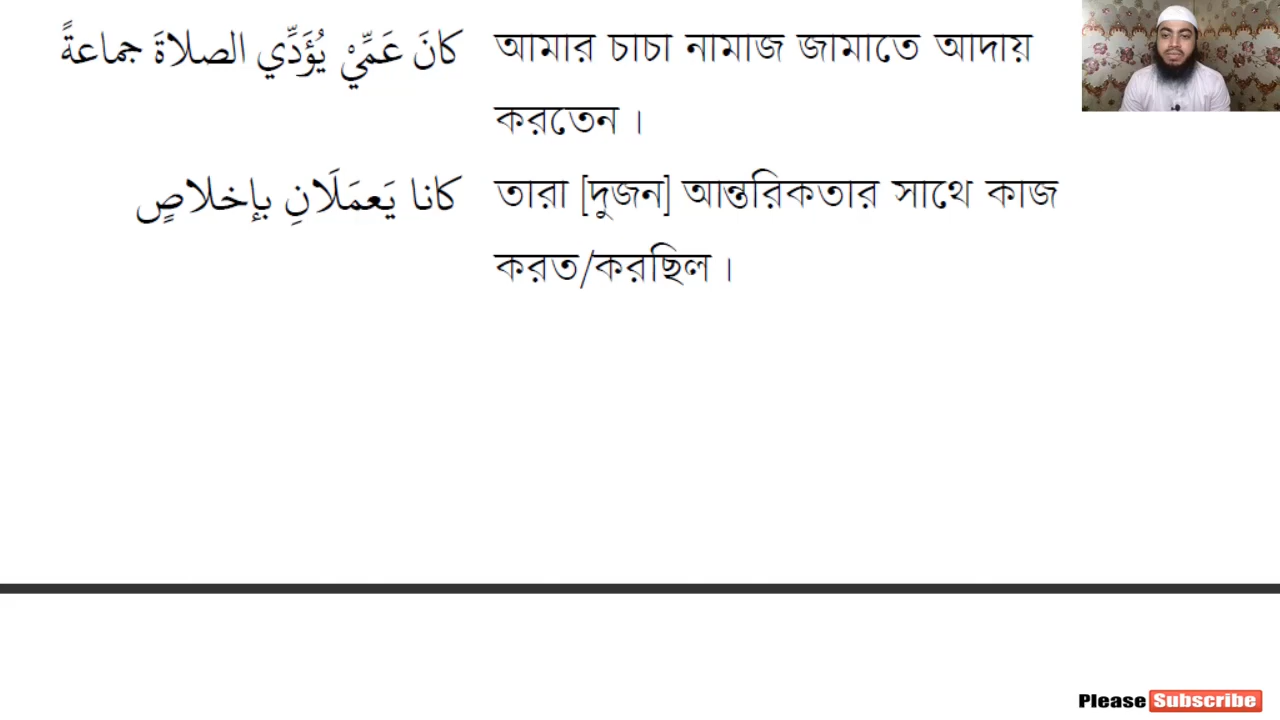 كانَ عَمِّيْ يُؤَدِّي الصلاةَ جماعةً আমার চাচা নামাজ জামাতে আদায়
করতেন।
كانا يَعمَلَانِ بإخلاصٍ তারা [দুজন] আন্তরিকতার সাথে কাজ
করত/করছিল।
Please Subscribe